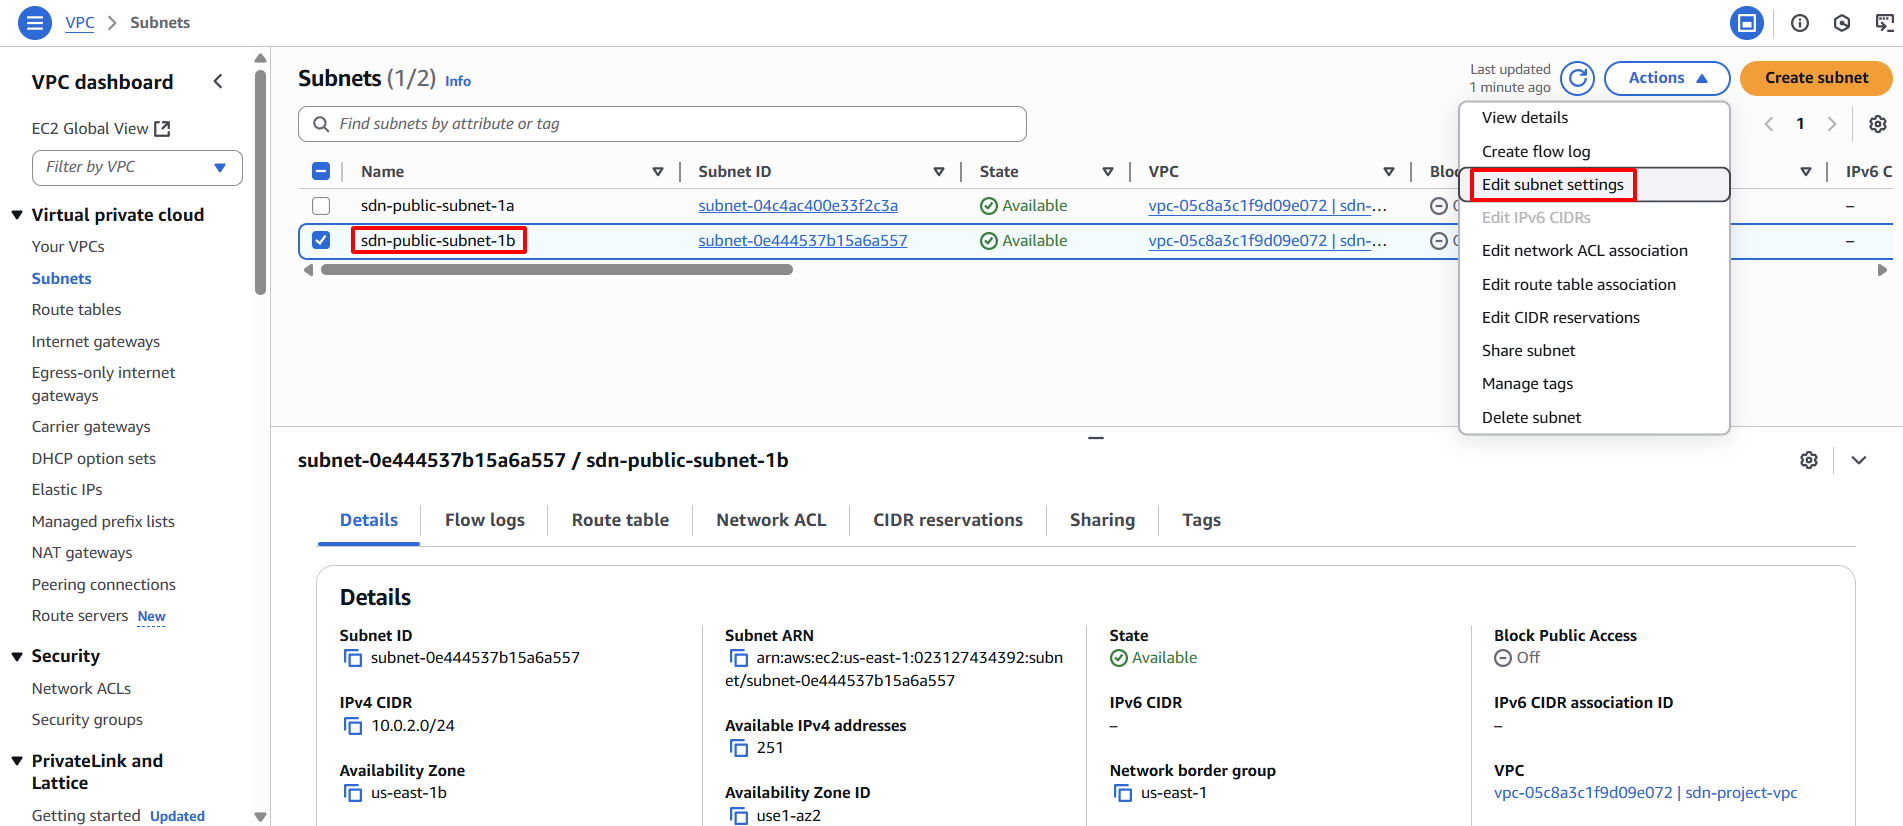 VPC > Subnets
VPC dashboard
EC2 Global View
Filter by VPC
Virtual private cloud
Your VPCs
Subnets
Route tables
Internet gateways
Egress-only internet
gateways
Carrier gateways
DHCP option sets
Elastic IPs
Managed prefix lists
NAT gateways
Peering connections
Route servers New
Security
Network ACLs
Security groups
PrivateLink and
Lattice
Getting started Updated
Subnets (1/2) Info
Last updated
1 minute ago
Actions
Create subnet
Find subnets by attribute or tag
1
Name Subnet ID State VPC IPv6 C
sdn-public-subnet-1a subnet-04c4ac400e33f2c3a Available vpc-05c8a3c1f9d09e072 | sdn-... –
sdn-public-subnet-1b subnet-0e444537b15a6a557 Available vpc-05c8a3c1f9d09e072 | sdn-... –
View details
Create flow log
Edit subnet settings
Edit IPv6 CIDRs
Edit network ACL association
Edit route table association
Edit CIDR reservations
Share subnet
Manage tags
Delete subnet
subnet-0e444537b15a6a557 / sdn-public-subnet-1b
Details Flow logs Route table Network ACL CIDR reservations Sharing Tags
Details
Subnet ID
subnet-0e444537b15a6a557
IPv4 CIDR
10.0.2.0/24
Availability Zone
us-east-1b
Subnet ARN
arn:aws:ec2:us-east-1:023127434392:subn
et/subnet-0e444537b15a6a557
Available IPv4 addresses
251
Availability Zone ID
use1-az2
State
Available
IPv6 CIDR
–
Network border group
us-east-1
Block Public Access
Off
IPv6 CIDR association ID
–
VPC
vpc-05c8a3c1f9d09e072 | sdn-project-vpc